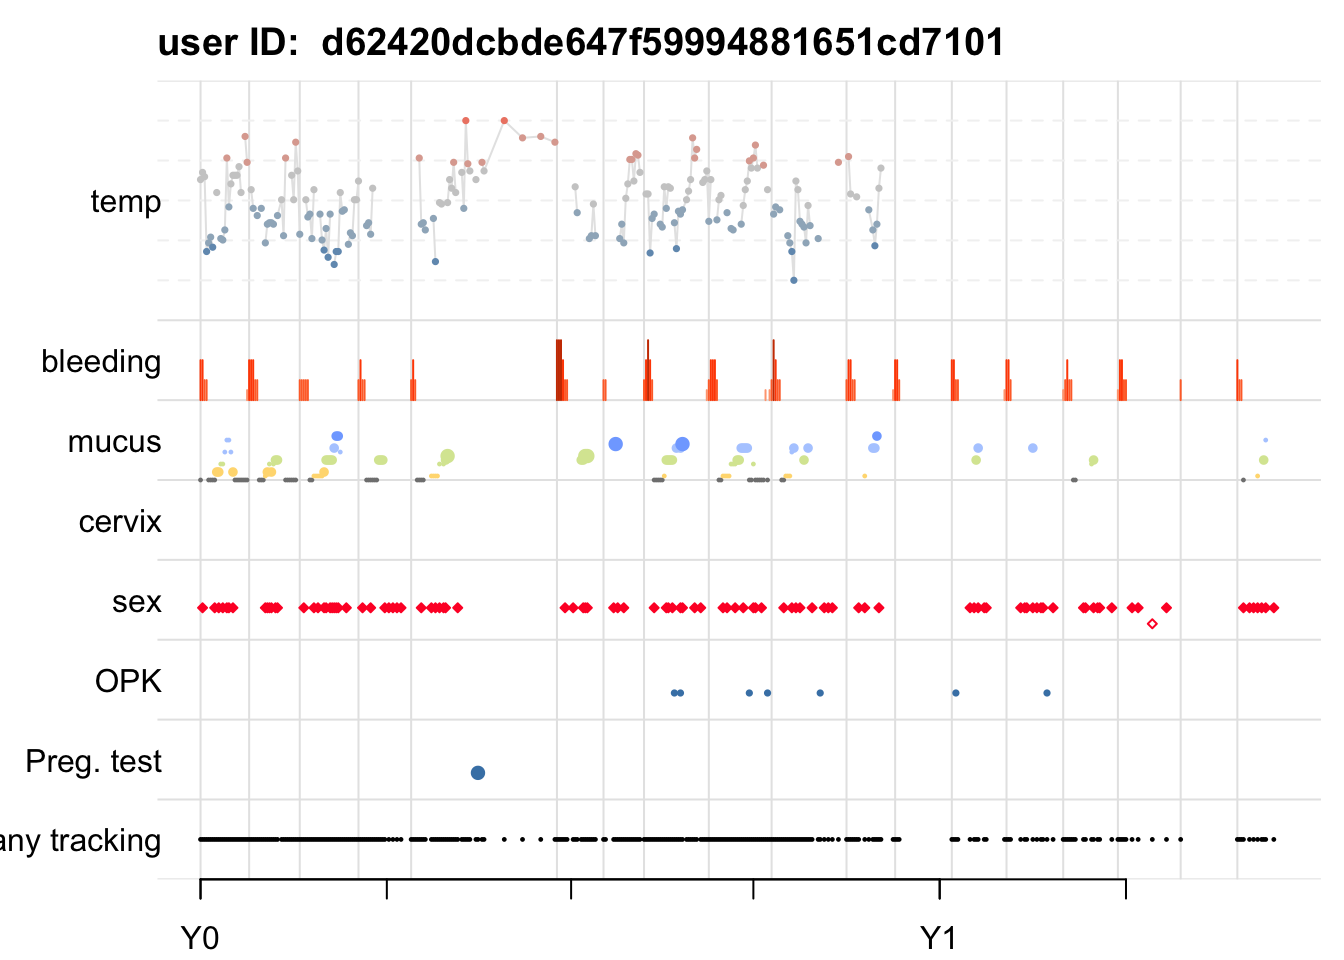 user ID:  d62420dcbde647f59994881651cd7101
temp
bleeding
mucus
cervix
sex
OPK
Preg. test
any tracking
Y0 Y1